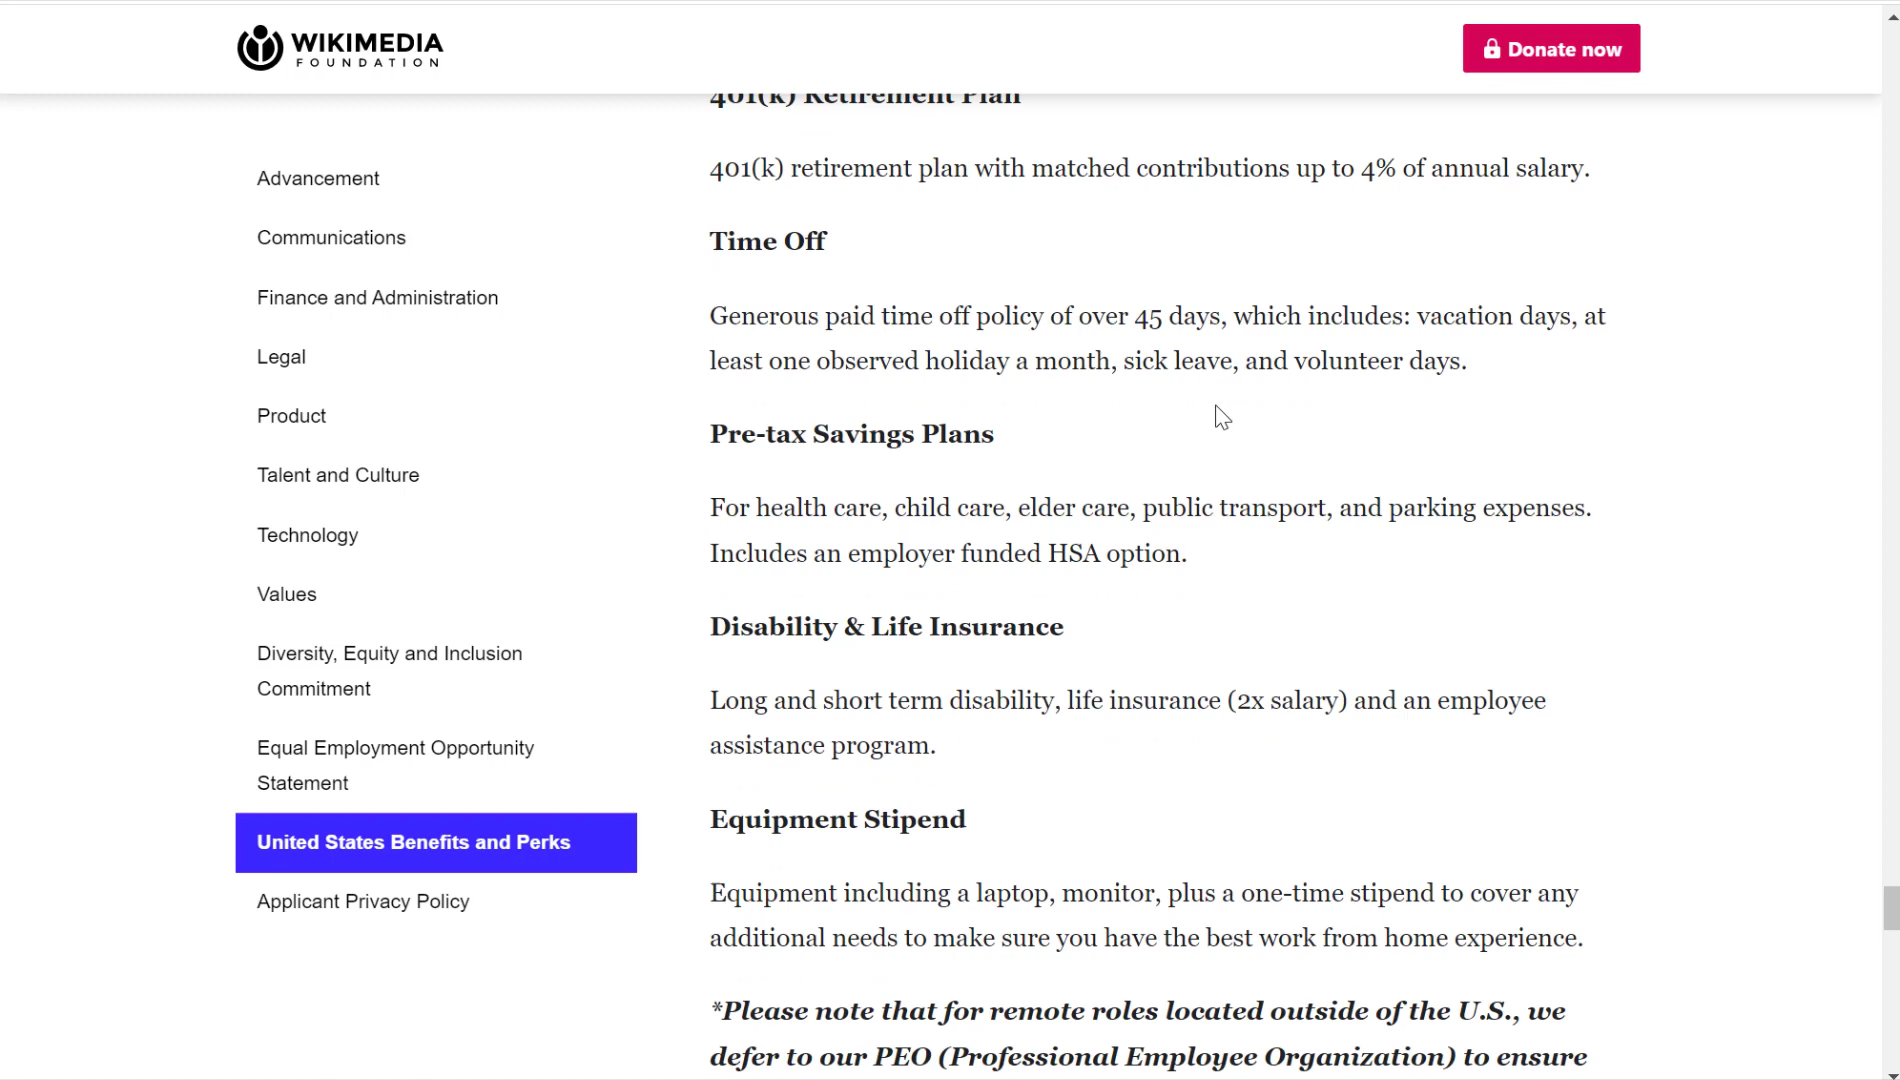 WIKIMEDIA
FOUNDATION
Donate now
Advancement
Communications
Finance and Administration
Legal
Product
Talent and Culture
Technology
Values
Diversity, Equity and Inclusion
Commitment
Equal Employment Opportunity
Statement
United States Benefits and Perks
Applicant Privacy Policy
401(k) Retirement Plan
401(k) retirement plan with matched contributions up to 4% of annual salary.
Time Off
Generous paid time off policy of over 45 days, which includes: vacation days, at
least one observed holiday a month, sick leave, and volunteer days.
Pre-tax Savings Plans
For health care, child care, elder care, public transport, and parking expenses.
Includes an employer funded HSA option.
Disability & Life Insurance
Long and short term disability, life insurance (2x salary) and an employee
assistance program.
Equipment Stipend
Equipment including a laptop, monitor, plus a one-time stipend to cover any
additional needs to make sure you have the best work from home experience.
*Please note that for remote roles located outside of the U.S., we
defer to our PEO (Professional Employee Organization) to ensure